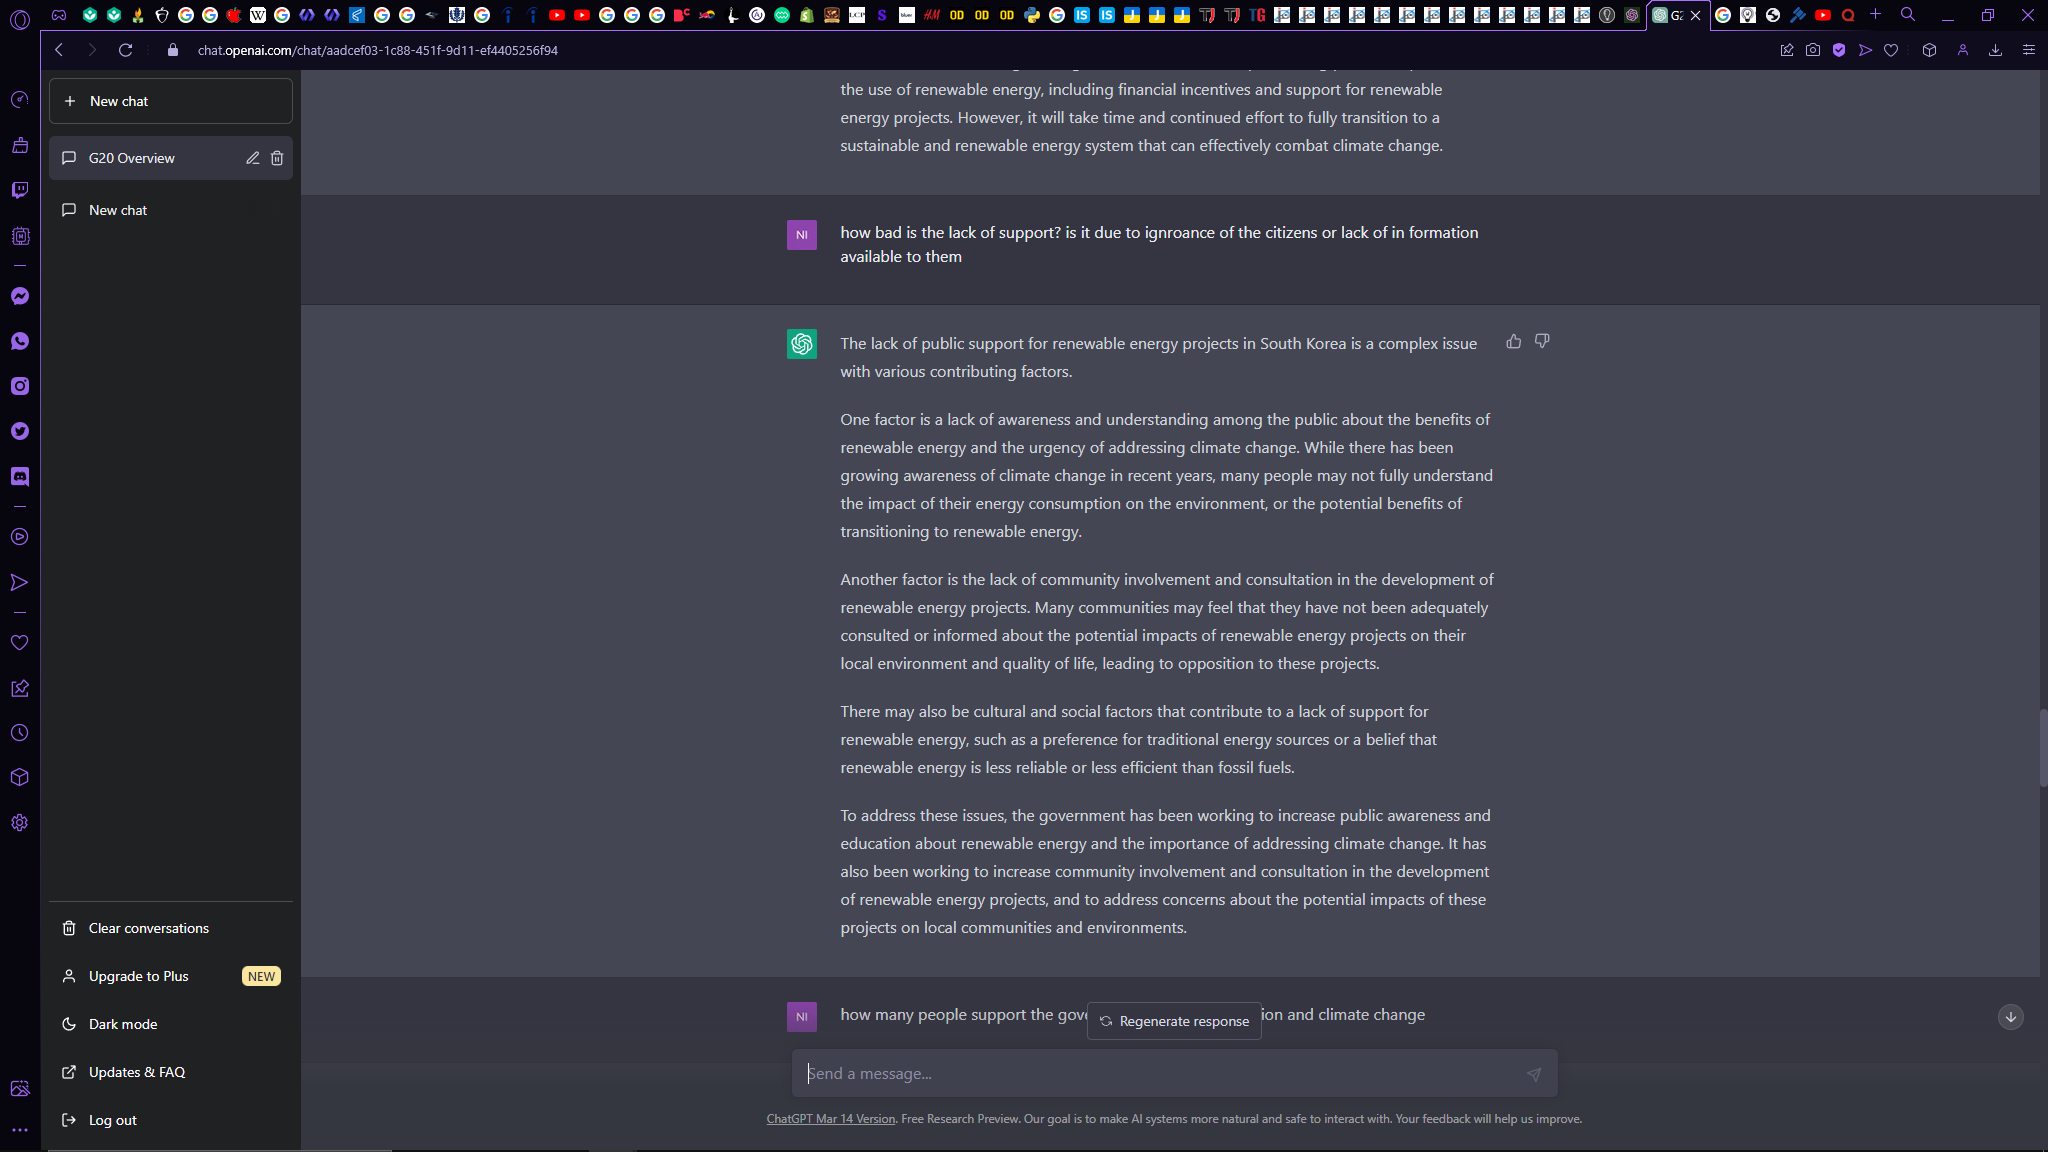 chat.openai.com/chat/aadcef03-1c88-451f-9d11-ef4405256f94
New chat
G20 Overview
New chat
Clear conversations
Upgrade to Plus NEW
Dark mode
Updates & FAQ
Log out
the use of renewable energy, including financial incentives and support for renewable
energy projects. However, it will take time and continued effort to fully transition to a
sustainable and renewable energy system that can effectively combat climate change.
NI
how bad is the lack of support? is it due to ignroance of the citizens or lack of in formation
available to them
The lack of public support for renewable energy projects in South Korea is a complex issue
with various contributing factors.
One factor is a lack of awareness and understanding among the public about the benefits of
renewable energy and the urgency of addressing climate change. While there has been
growing awareness of climate change in recent years, many people may not fully understand
the impact of their energy consumption on the environment, or the potential benefits of
transitioning to renewable energy.
Another factor is the lack of community involvement and consultation in the development of
renewable energy projects. Many communities may feel that they have not been adequately
consulted or informed about the potential impacts of renewable energy projects on their
local environment and quality of life, leading to opposition to these projects.
There may also be cultural and social factors that contribute to a lack of support for
renewable energy, such as a preference for traditional energy sources or a belief that
renewable energy is less reliable or less efficient than fossil fuels.
To address these issues, the government has been working to increase public awareness and
education about renewable energy and the importance of addressing climate change. It has
also been working to increase community involvement and consultation in the development
of renewable energy projects, and to address concerns about the potential impacts of these
projects on local communities and environments.
NI
how many people support the
and climate change
Regenerate response
Send a message...
ChatGPT Mar 14 Version. Free Research Preview. Our goal is to make AI systems more natural and safe to interact with. Your feedback will help us improve.